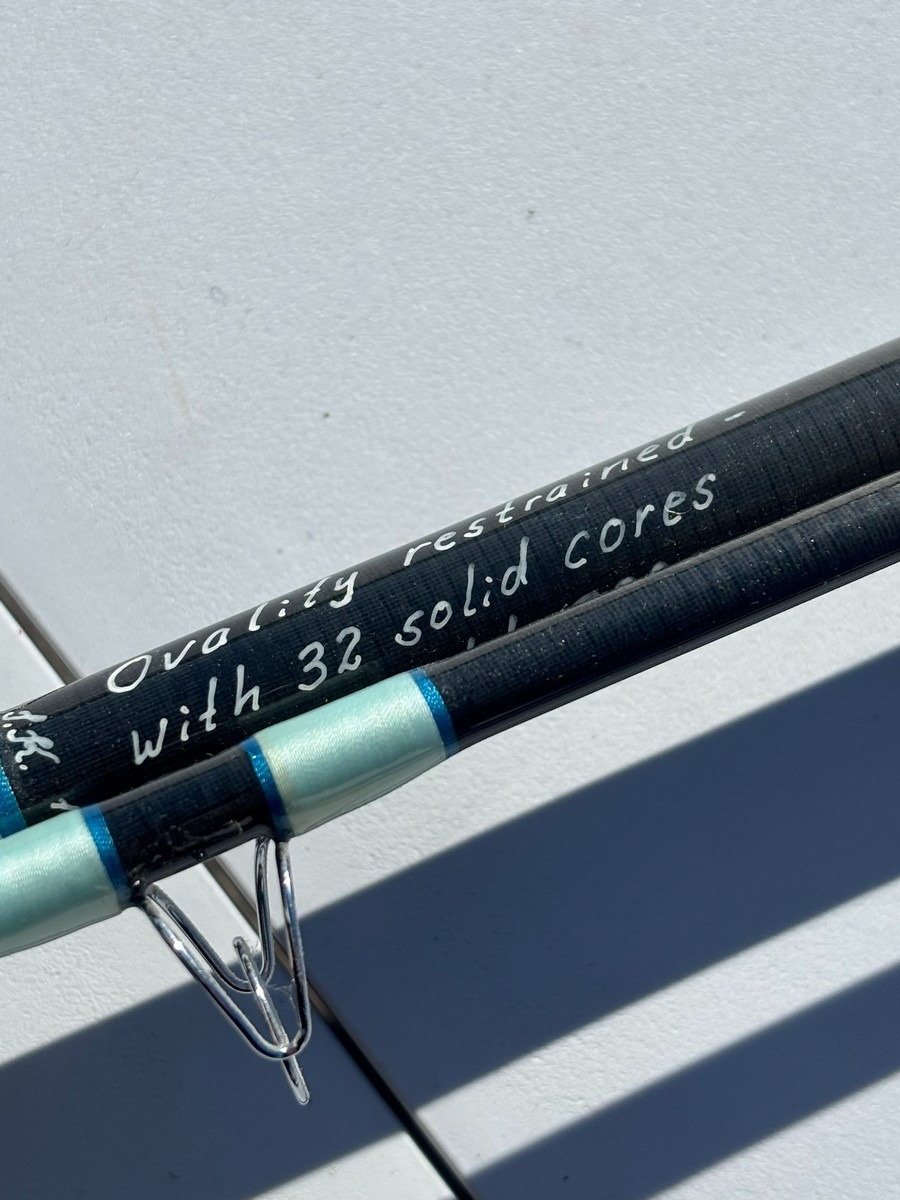 Ovality restrained -
with 32 solid cores